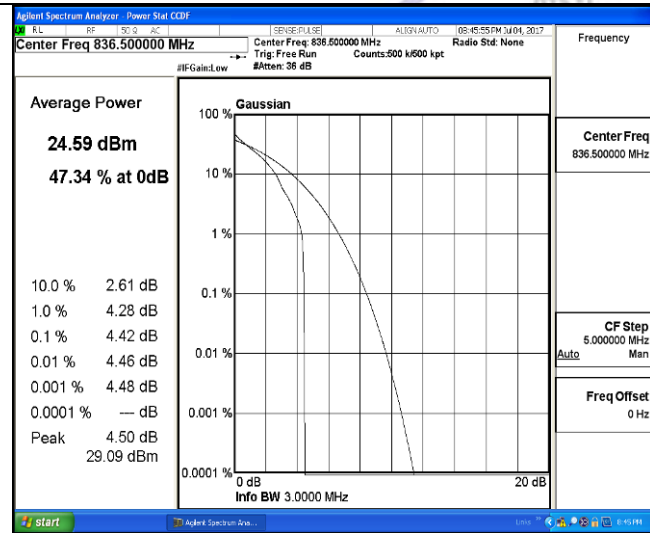 Agilent Spectrum Analyzer - Power Stat CCDF
RL RF 50 Ω AC SENSE:PULSE ALIGN AUTO 08:45:55 PM Jul 04, 2017
Center Freq 836.500000 MHz
Center Freq: 836.500000 MHz Radio Std: None
Trig: Free Run Counts:500 k/500 kpt
#IFGain:Low #Atten: 36 dB
Frequency
Average Power
24.59 dBm
47.34 % at 0dB
10.0 % 2.61 dB
1.0 % 4.28 dB
0.1 % 4.42 dB
0.01 % 4.46 dB
0.001 % 4.48 dB
0.0001 % --- dB
Peak 4.50 dB
29.09 dBm
Gaussian
100 %
10 %
1 %
0.1 %
0.01 %
0.001 %
0.0001 %
0 dB 20 dB
Info BW 3.0000 MHz
Center Freq
836.500000 MHz
CF Step
5.000000 MHz
Auto Man
Freq Offset
0 Hz
start Agilent Spectrum Ana... Links 8:45 PM